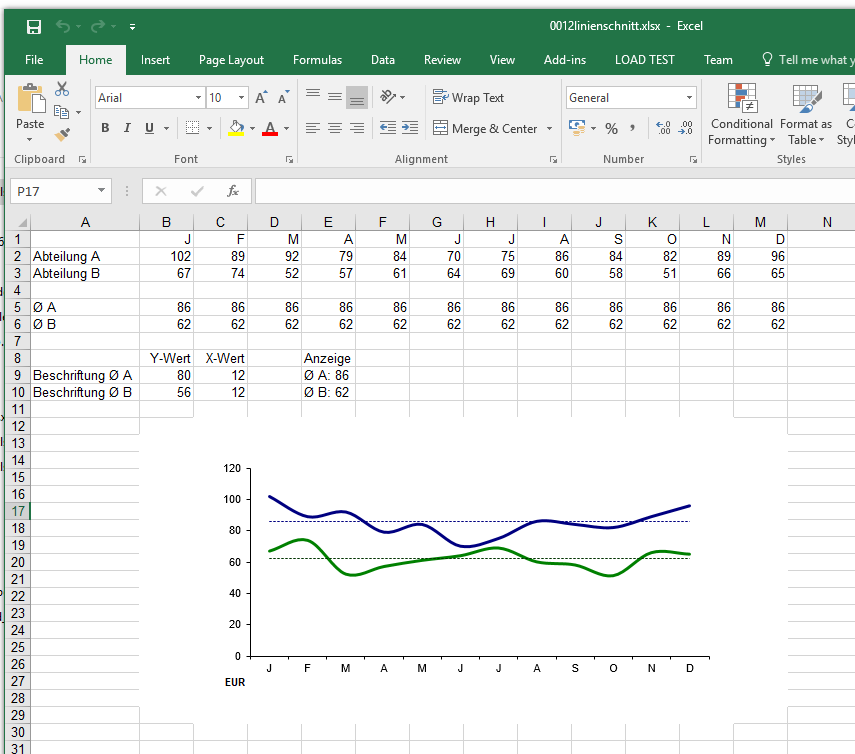 0012linienschnitt.xlsx - Excel
File Home Insert Page Layout Formulas Data Review View Add-ins LOAD TEST Team Tell me what y
Arial 10 A A Wrap Text General
Paste B I U A Merge & Center % , .00 .0 Conditional Format as C
Formatting Table Styl
Clipboard Font Alignment Number Styles
P17 fx
A B C D E F G H I J K L M N
1 J F M A M J J A S O N D
2 Abteilung A 102 89 92 79 84 70 75 86 84 82 89 96
3 Abteilung B 67 74 52 57 61 64 69 60 58 51 66 65
4
5 Ø A 86 86 86 86 86 86 86 86 86 86 86 86
6 Ø B 62 62 62 62 62 62 62 62 62 62 62 62
7
8 Y-Wert X-Wert Anzeige
9 Beschriftung Ø A 80 12 Ø A: 86
10 Beschriftung Ø B 56 12 Ø B: 62
11
12
13
14
15
16
17
18
19
20
21
22
23
24
25
26
27
28
29
30
31
120
100
80
60
40
20
0
J F M A M J J A S O N D
EUR